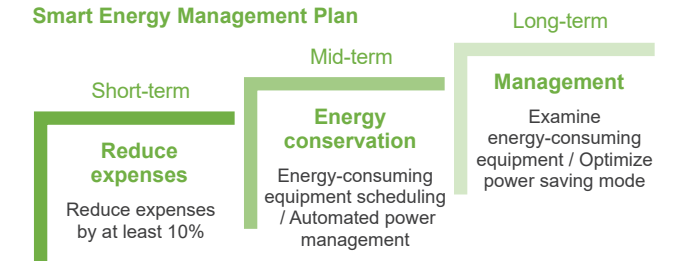 Smart Energy Management Plan
Short-term
Reduce
expenses
Reduce expenses
by at least 10%
Mid-term
Energy
conservation
Energy-consuming
equipment scheduling
/ Automated power
management
Long-term
Management
Examine
energy-consuming
equipment / Optimize
power saving mode